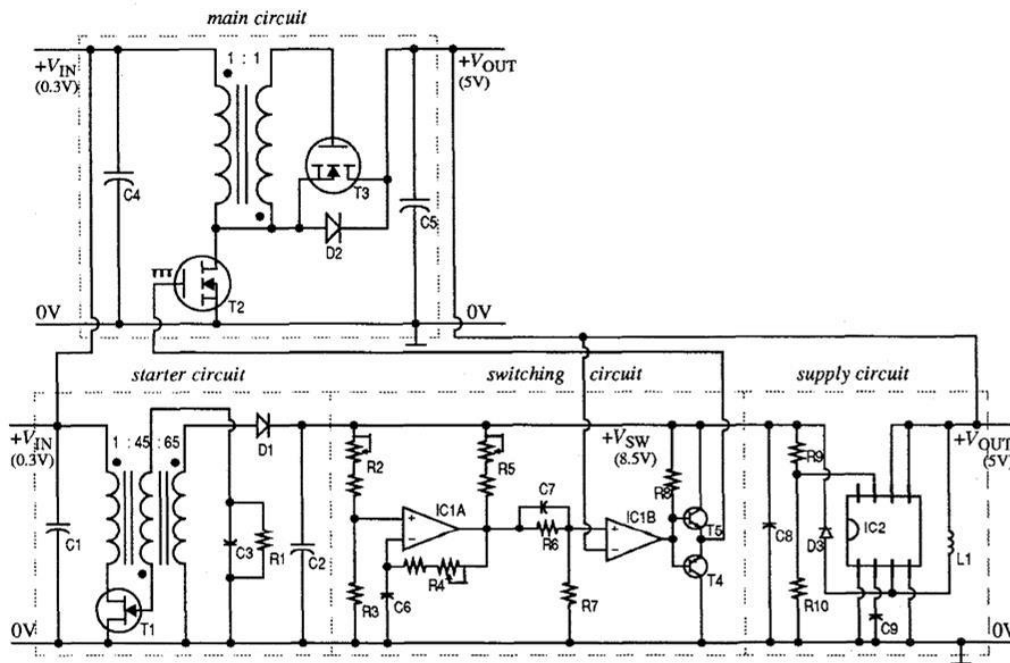 main circuit
+VIN
(0.3V)
1 : 1
+VOUT
(5V)
C4
T3
C5
D2
T2
0V
0V
starter circuit
switching circuit
supply circuit
+VIN
(0.3V)
1 : 45 : 65
D1
R2
R5
+VSW
(8.5V)
R9
+VOUT
(5V)
R8
C7
IC1A
IC1B
T5
C1
C3
R1
C2
R6
C8
D3
IC2
L1
R4
T4
T1
R3
C6
R7
R10
C9
0V
0V